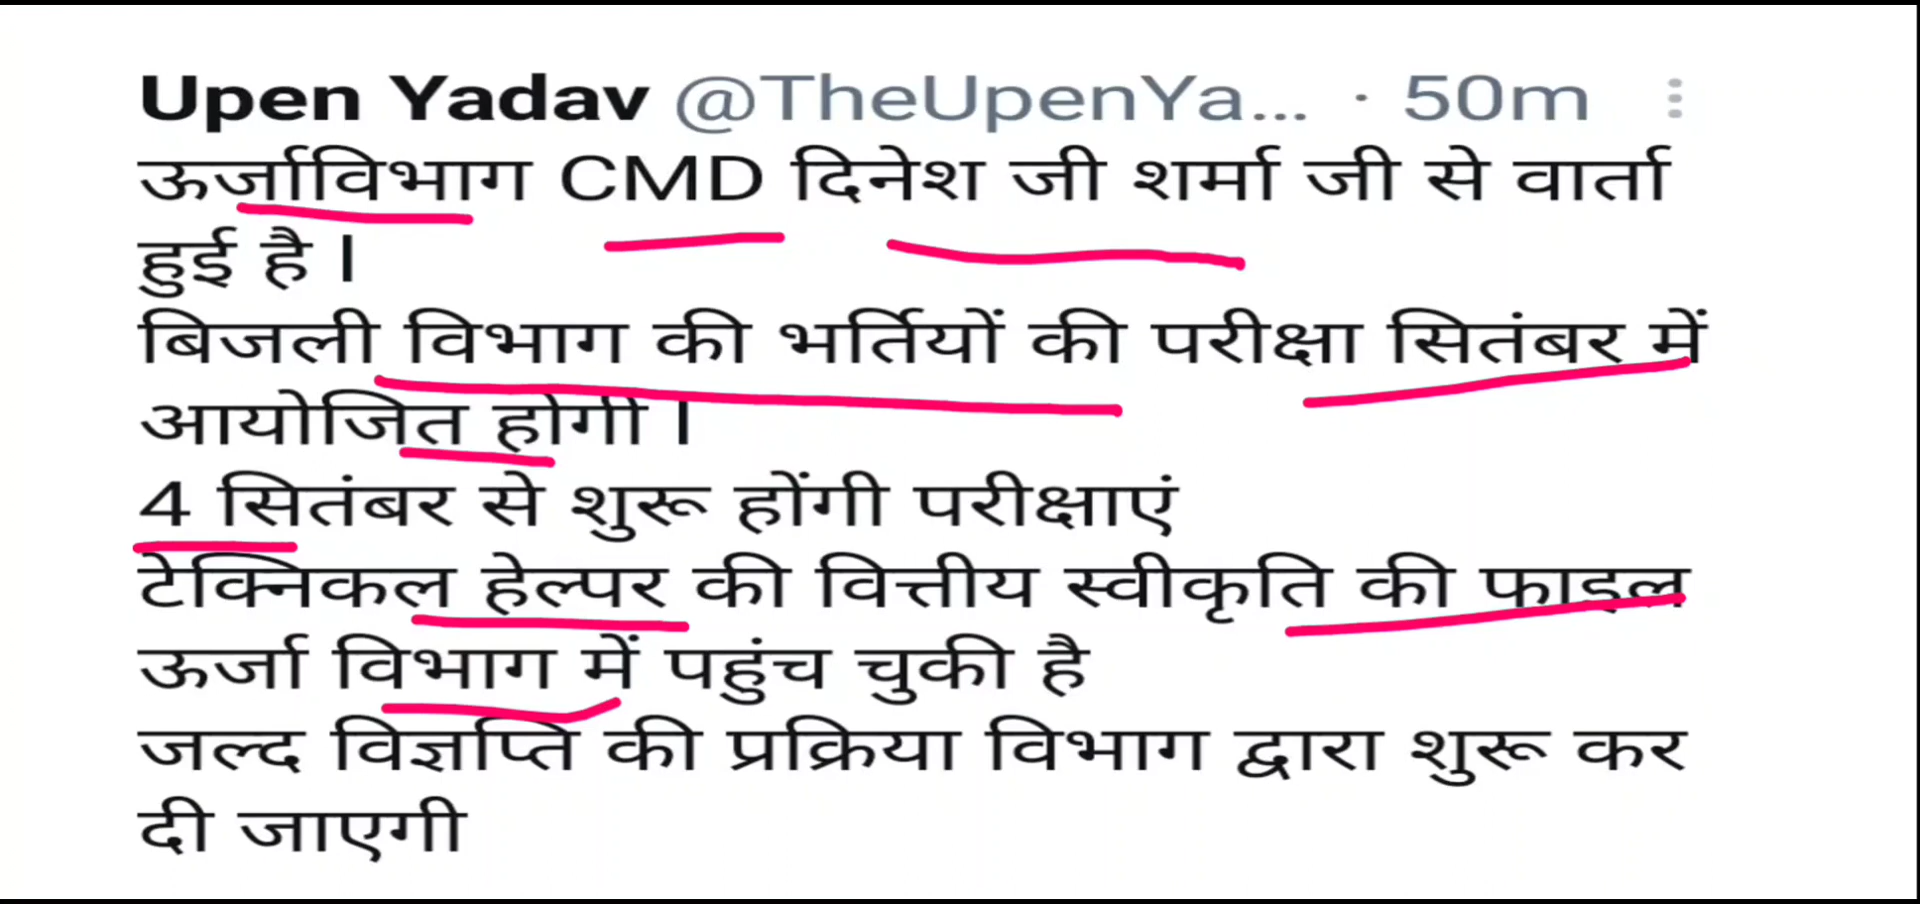 Upen Yadav @TheUpenYa... · 50m
ऊर्जाविभाग CMD दिनेश जी शर्मा जी से वार्ता
हुई है l
बिजली विभाग की भर्तियों की परीक्षा सितंबर में
आयोजित होगी l
4 सितंबर से शुरू होंगी परीक्षाएं
टेक्निकल हेल्पर की वित्तीय स्वीकृति की फाइल
ऊर्जा विभाग में पहुंच चुकी है
जल्द विज्ञप्ति की प्रक्रिया विभाग द्वारा शुरू कर
दी जाएगी